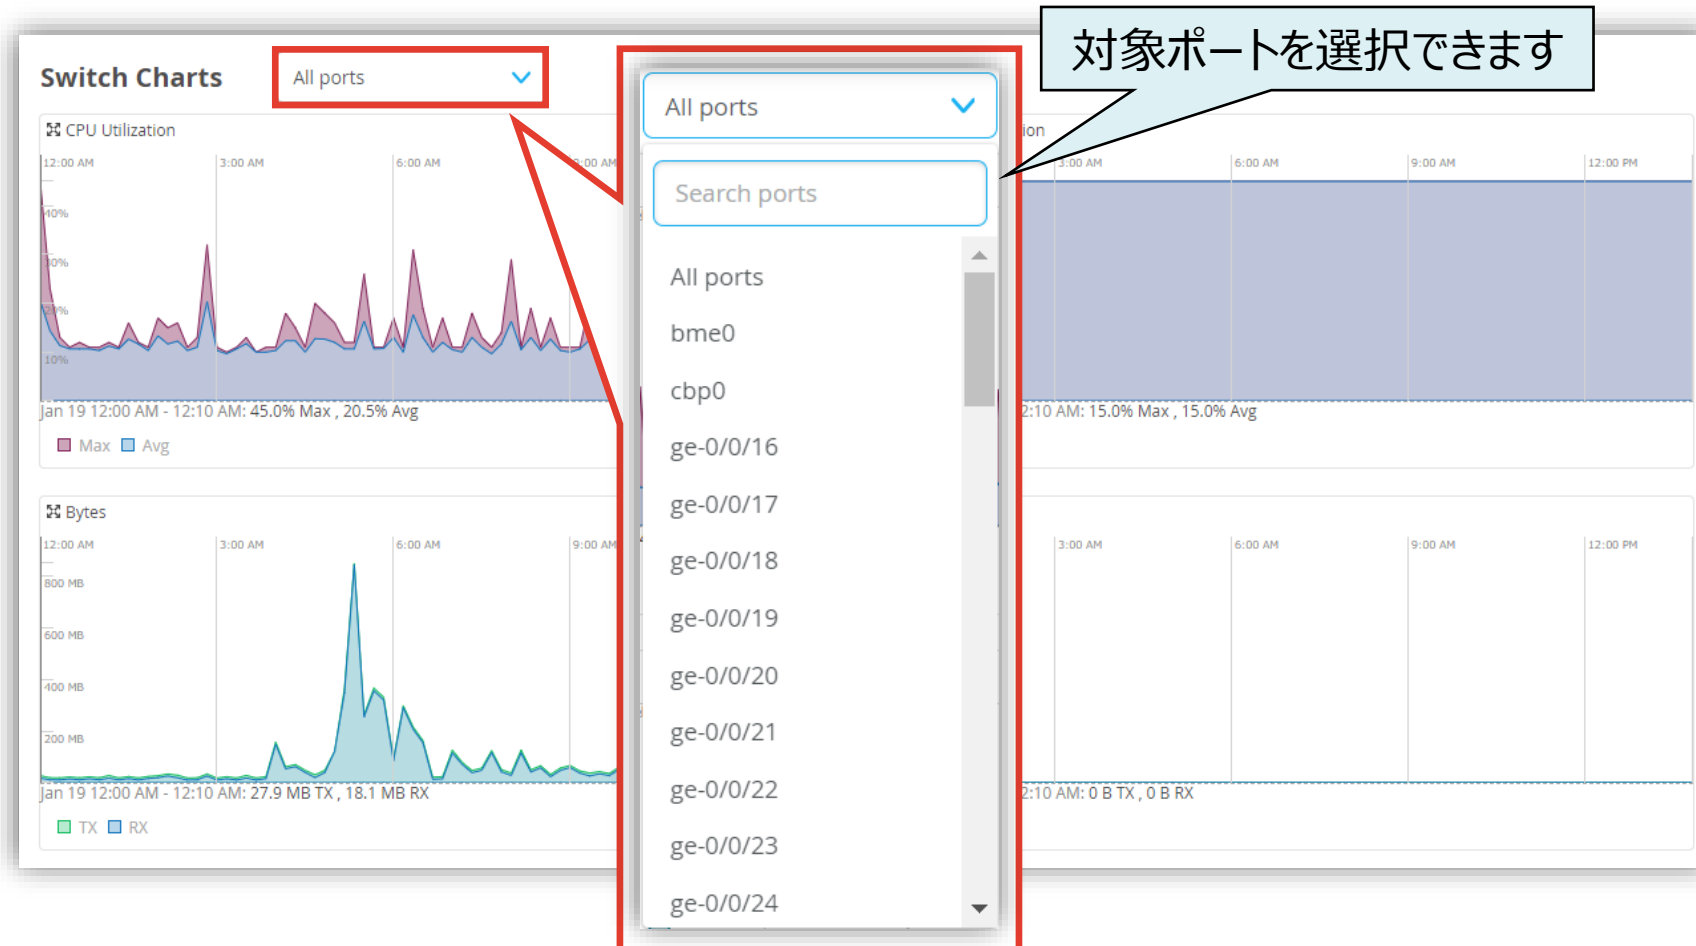 対象ポートを選択できます
Switch Charts
All ports
CPU Utilization
12:00 AM 3:00 AM 6:00 AM 9:00 AM
40%
30%
20%
10%
Jan 19 12:00 AM - 12:10 AM: 45.0% Max , 20.5% Avg
Max Avg
Bytes
12:00 AM 3:00 AM 6:00 AM 9:00 AM
800 MB
600 MB
400 MB
200 MB
Jan 19 12:00 AM - 12:10 AM: 27.9 MB TX , 18.1 MB RX
TX RX
All ports
Search ports
All ports
bme0
cbp0
ge-0/0/16
ge-0/0/17
ge-0/0/18
ge-0/0/19
ge-0/0/20
ge-0/0/21
ge-0/0/22
ge-0/0/23
ge-0/0/24
ion
3:00 AM 6:00 AM 9:00 AM 12:00 PM
2:10 AM: 15.0% Max , 15.0% Avg
3:00 AM 6:00 AM 9:00 AM 12:00 PM
2:10 AM: 0 B TX , 0 B RX